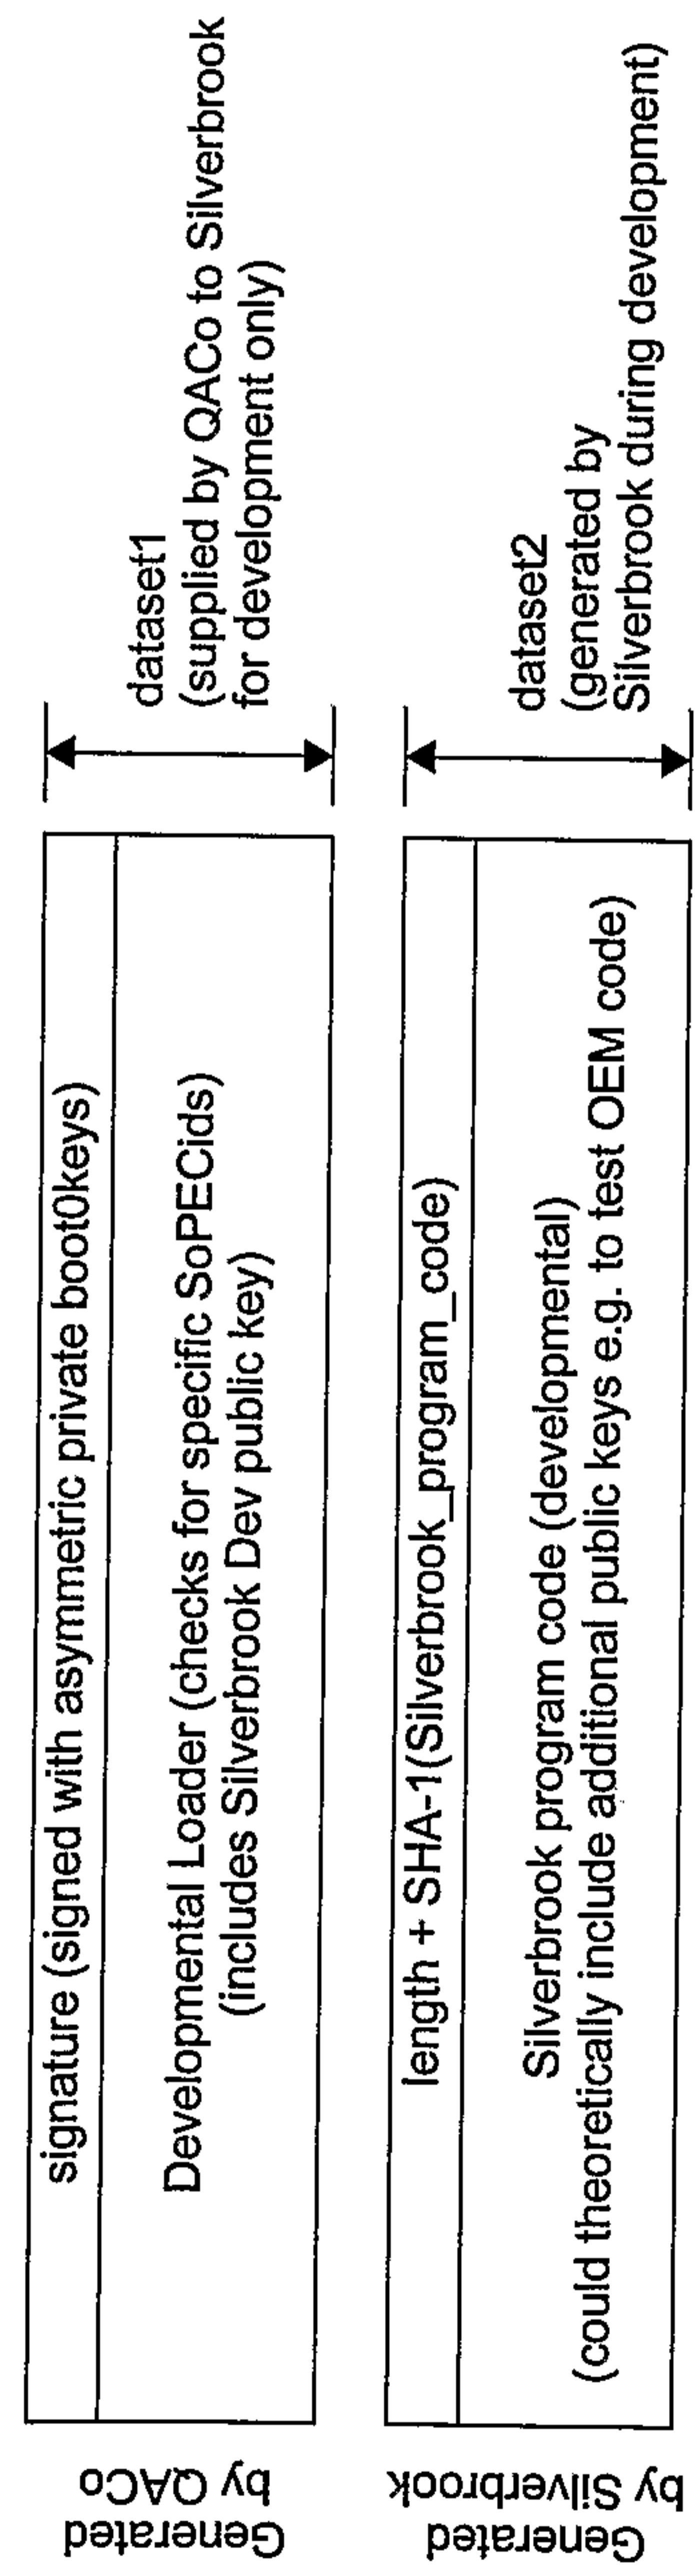 Generated
by QACo
signature (signed with asymmetric private boot0keys)
Developmental Loader (checks for specific SoPECids)
(includes Silverbrook Dev public key)
dataset1
(supplied by QACo to Silverbrook
for development only)
Generated
by Silverbrook
length + SHA-1(Silverbrook_program_code)
Silverbrook program code (developmental)
(could theoretically include additional public keys e.g. to test OEM code)
dataset2
(generated by
Silverbrook during development)